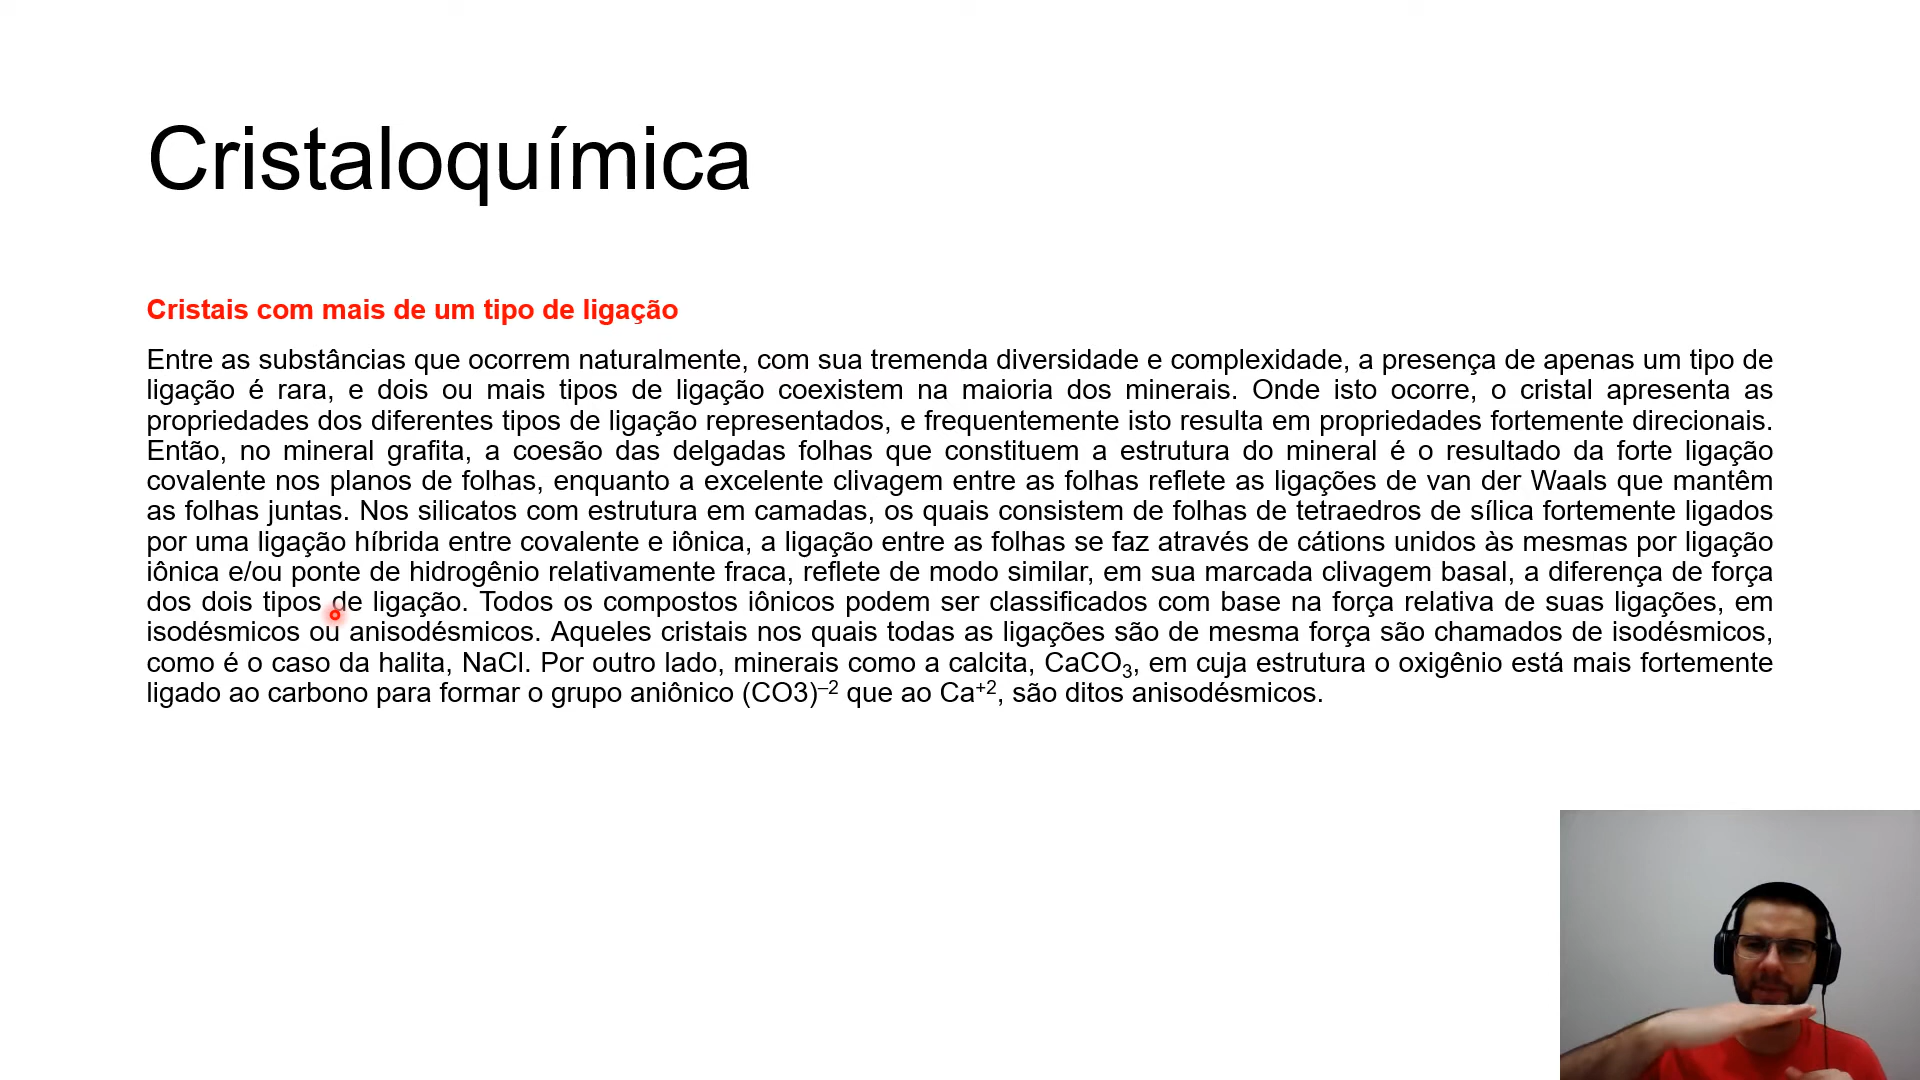 Cristaloquímica
Cristais com mais de um tipo de ligação
Entre as substâncias que ocorrem naturalmente, com sua tremenda diversidade e complexidade, a presença de apenas um tipo de
ligação é rara, e dois ou mais tipos de ligação coexistem na maioria dos minerais. Onde isto ocorre, o cristal apresenta as
propriedades dos diferentes tipos de ligação representados, e frequentemente isto resulta em propriedades fortemente direcionais.
Então, no mineral grafita, a coesão das delgadas folhas que constituem a estrutura do mineral é o resultado da forte ligação
covalente nos planos de folhas, enquanto a excelente clivagem entre as folhas reflete as ligações de van der Waals que mantêm
as folhas juntas. Nos silicatos com estrutura em camadas, os quais consistem de folhas de tetraedros de sílica fortemente ligados
por uma ligação híbrida entre covalente e iônica, a ligação entre as folhas se faz através de cátions unidos às mesmas por ligação
iônica e/ou ponte de hidrogênio relativamente fraca, reflete de modo similar, em sua marcada clivagem basal, a diferença de força
dos dois tipos de ligação. Todos os compostos iônicos podem ser classificados com base na força relativa de suas ligações, em
isodésmicos ou anisodésmicos. Aqueles cristais nos quais todas as ligações são de mesma força são chamados de isodésmicos,
como é o caso da halita, NaCl. Por outro lado, minerais como a calcita, CaCO₃, em cuja estrutura o oxigênio está mais fortemente
ligado ao carbono para formar o grupo aniônico (CO3)⁻² que ao Ca⁺², são ditos anisodésmicos.